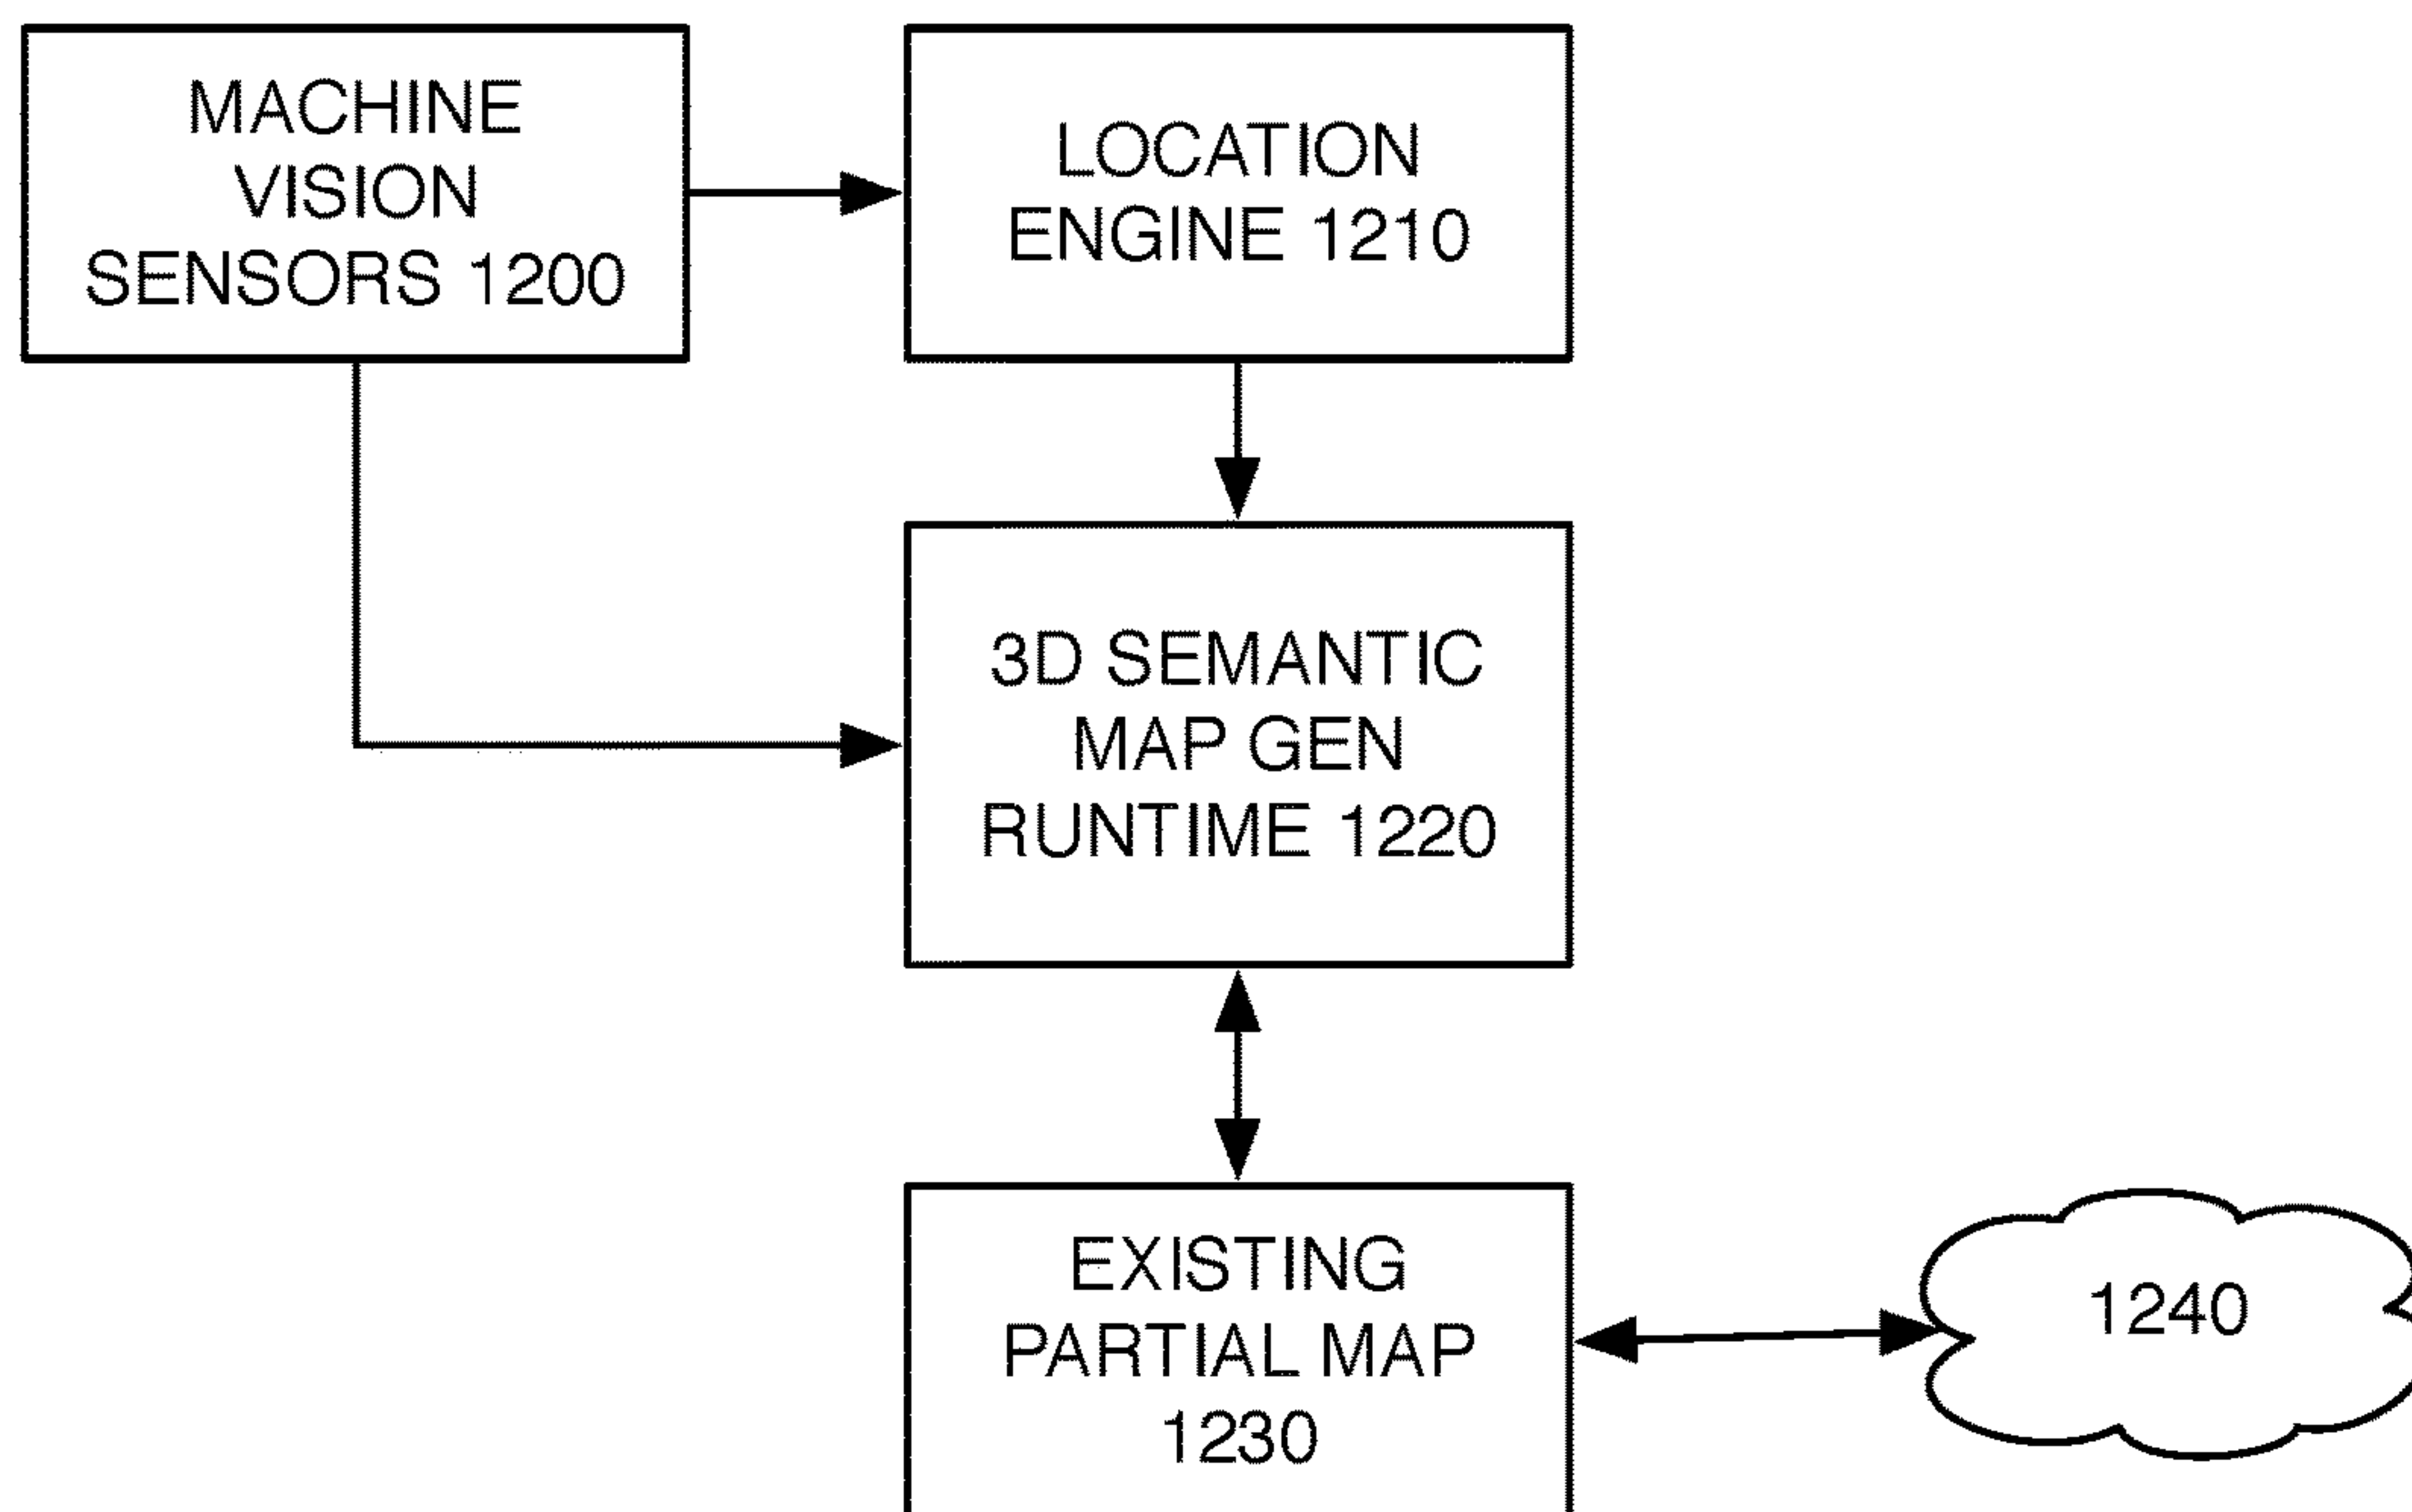 MACHINE
VISION
SENSORS 1200
LOCATION
ENGINE 1210
3D SEMANTIC
MAP GEN
RUNTIME 1220
EXISTING
PARTIAL MAP
1230
1240